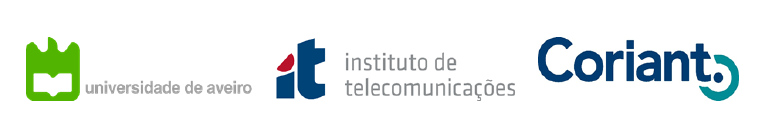 universidade de aveiro
it
instituto de
telecomunicações
Coriant.